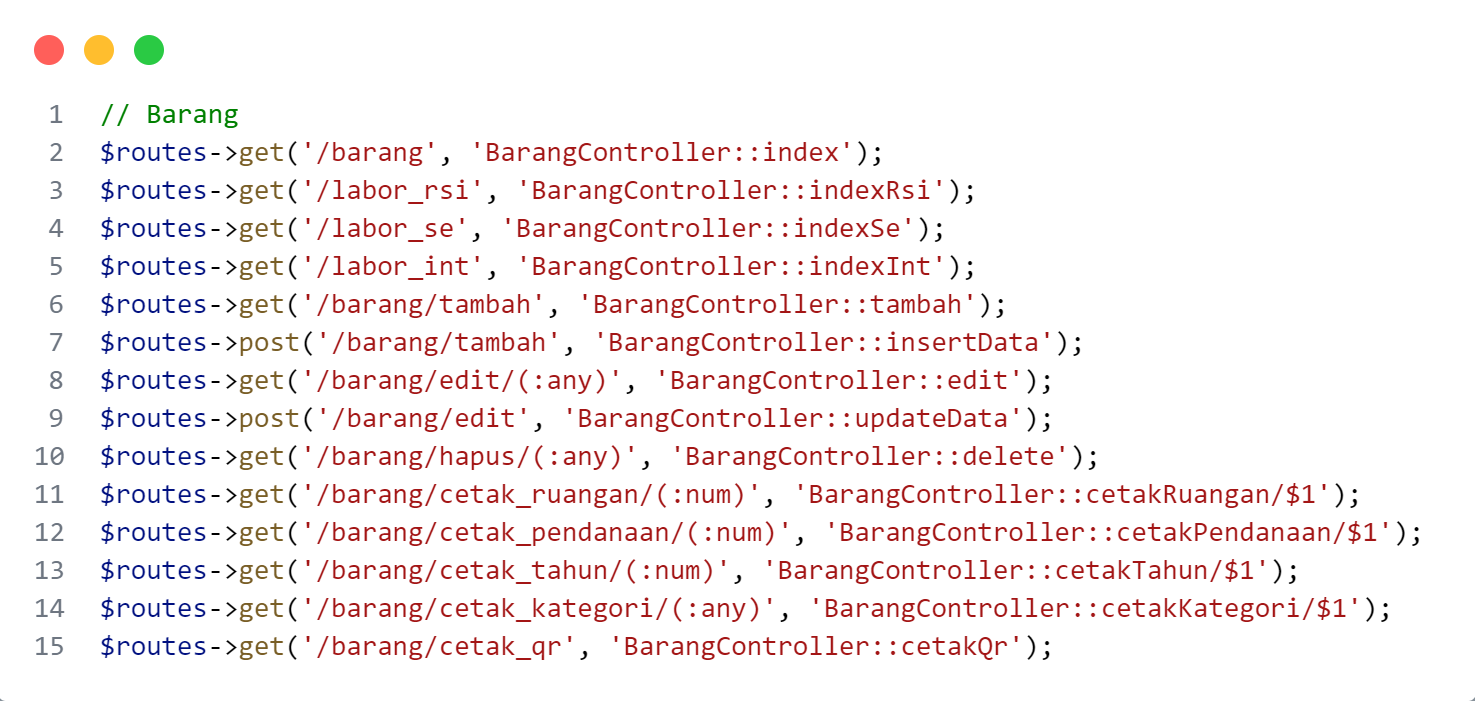 1 // Barang
2 $routes->get('/barang', 'BarangController::index');
3 $routes->get('/labor_rsi', 'BarangController::indexRsi');
4 $routes->get('/labor_se', 'BarangController::indexSe');
5 $routes->get('/labor_int', 'BarangController::indexInt');
6 $routes->get('/barang/tambah', 'BarangController::tambah');
7 $routes->post('/barang/tambah', 'BarangController::insertData');
8 $routes->get('/barang/edit/(:any)', 'BarangController::edit');
9 $routes->post('/barang/edit', 'BarangController::updateData');
10 $routes->get('/barang/hapus/(:any)', 'BarangController::delete');
11 $routes->get('/barang/cetak_ruangan/(:num)', 'BarangController::cetakRuangan/$1');
12 $routes->get('/barang/cetak_pendanaan/(:num)', 'BarangController::cetakPendanaan/$1');
13 $routes->get('/barang/cetak_tahun/(:num)', 'BarangController::cetakTahun/$1');
14 $routes->get('/barang/cetak_kategori/(:any)', 'BarangController::cetakKategori/$1');
15 $routes->get('/barang/cetak_qr', 'BarangController::cetakQr');